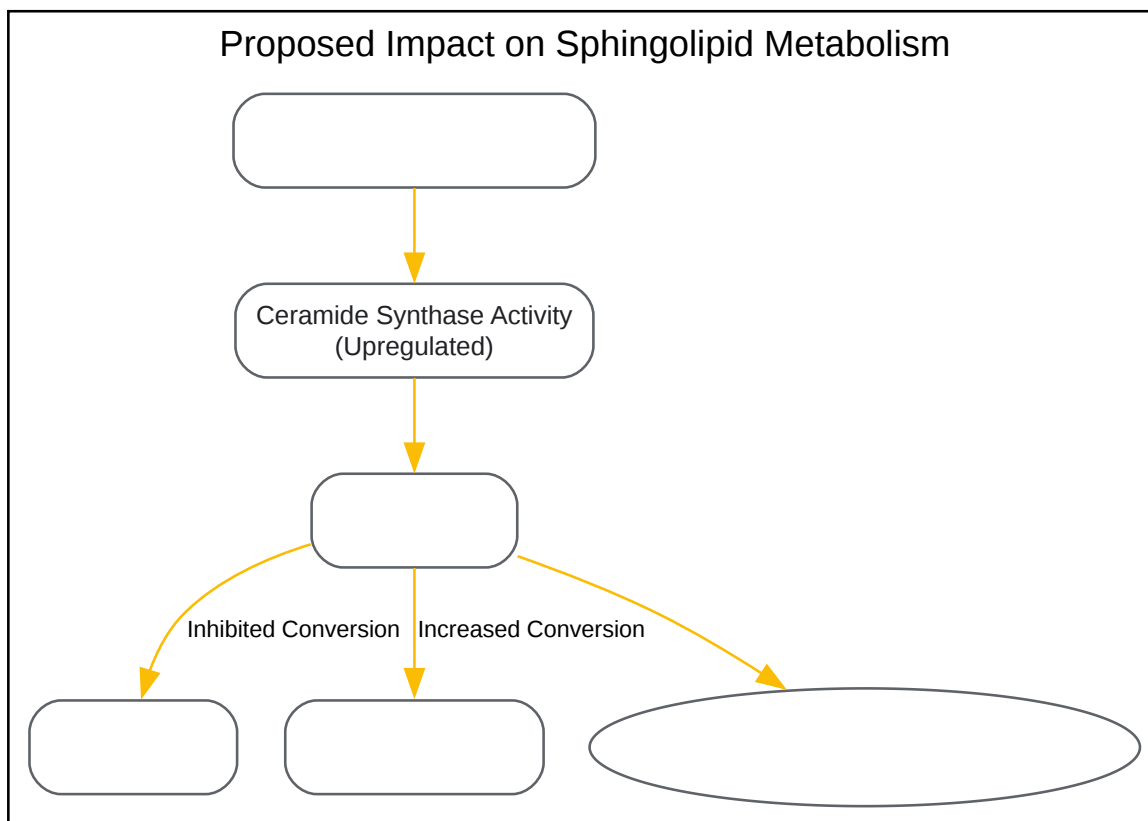 Proposed Impact on Sphingolipid Metabolism
Ceramide Synthase Activity
(Upregulated)
Inhibited Conversion
Increased Conversion